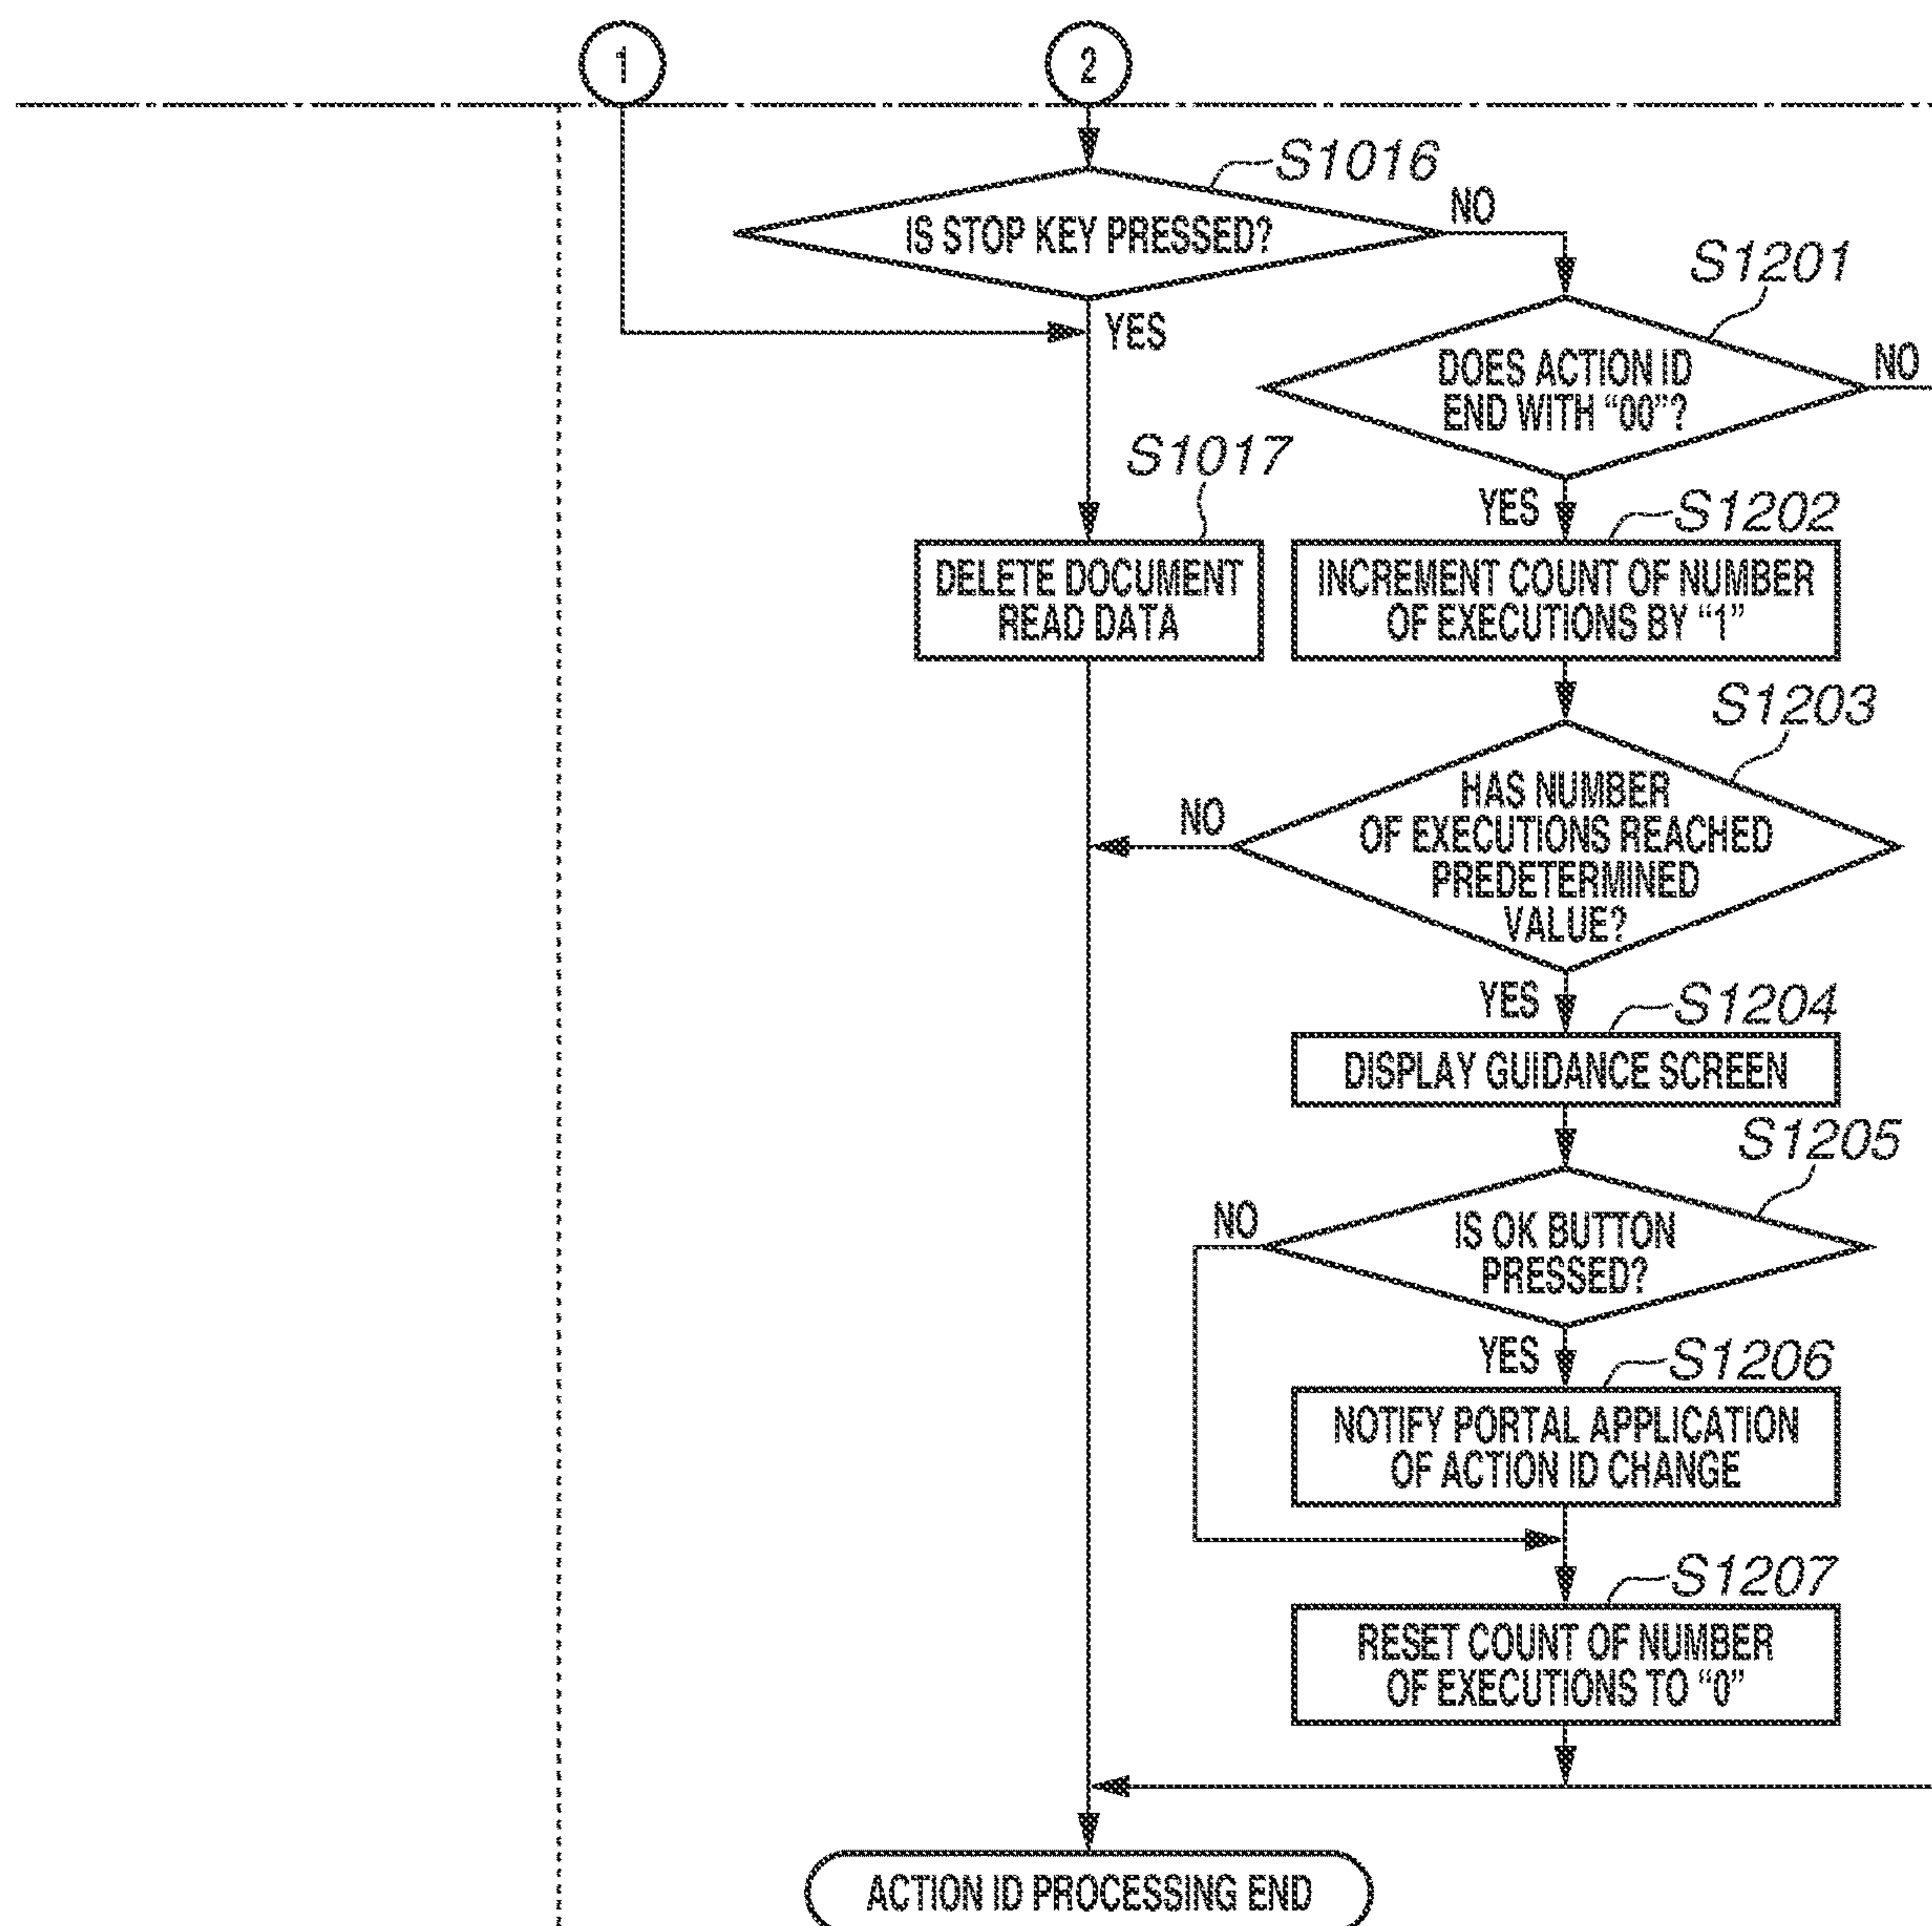 1
2
S1016
IS STOP KEY PRESSED?
NO
YES
S1201
DOES ACTION ID
END WITH “00”?
NO
YES
S1017
DELETE DOCUMENT
READ DATA
S1202
INCREMENT COUNT OF NUMBER
OF EXECUTIONS BY “1”
S1203
HAS NUMBER
OF EXECUTIONS REACHED
PREDETERMINED
VALUE?
NO
YES
S1204
DISPLAY GUIDANCE SCREEN
S1205
IS OK BUTTON
PRESSED?
NO
YES
S1206
NOTIFY PORTAL APPLICATION
OF ACTION ID CHANGE
S1207
RESET COUNT OF NUMBER
OF EXECUTIONS TO “0”
ACTION ID PROCESSING END